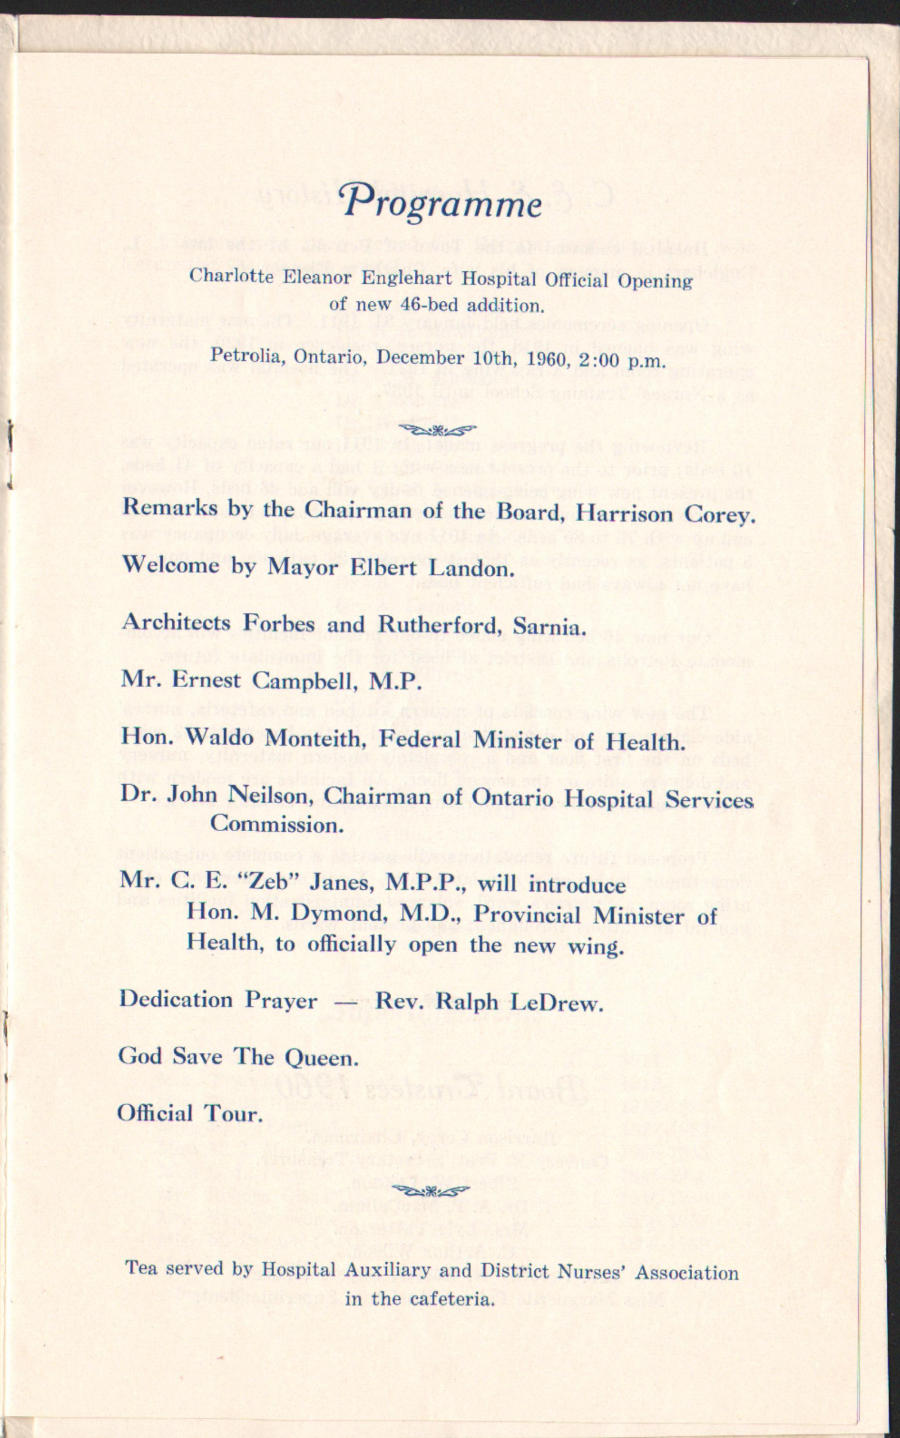 Programme
Charlotte Eleanor Englehart Hospital Official Opening
of new 46-bed addition.
Petrolia, Ontario, December 10th, 1960, 2:00 p.m.
Remarks by the Chairman of the Board, Harrison Corey.
Welcome by Mayor Elbert Landon.
Architects Forbes and Rutherford, Sarnia.
Mr. Ernest Campbell, M.P.
Hon. Waldo Monteith, Federal Minister of Health.
Dr. John Neilson, Chairman of Ontario Hospital Services
Commission.
Mr. C. E. “Zeb” Janes, M.P.P., will introduce
Hon. M. Dymond, M.D., Provincial Minister of
Health, to officially open the new wing.
Dedication Prayer — Rev. Ralph LeDrew.
God Save The Queen.
Official Tour.
Tea served by Hospital Auxiliary and District Nurses’ Association
in the cafeteria.